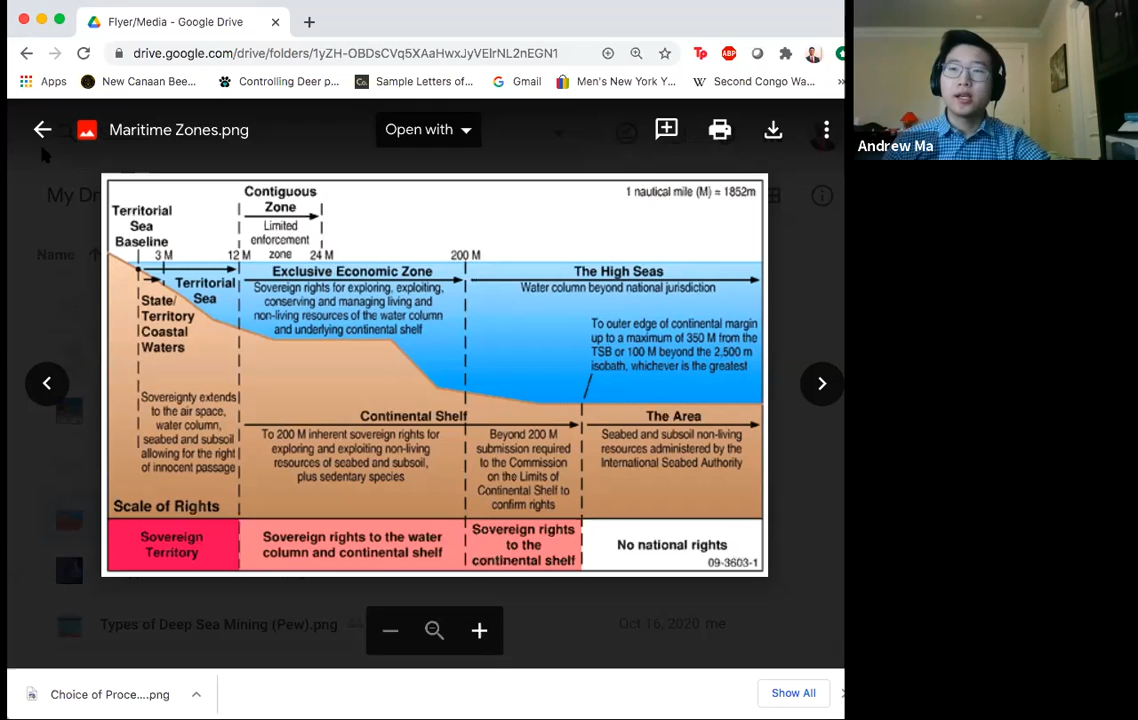 Flyer/Media - Google Drive
drive.google.com/drive/folders/1yZH-OBDsCVq5XAaHwxJyVElrNL2nEGN1
Apps
New Canaan Bee...
Controlling Deer p...
Sample Letters of...
Gmail
Men's New York Y...
Second Congo Wa...
Maritime Zones.png
Open with
Andrew Ma
My Dr
Name
Contiguous
Zone
1 nautical mile (M) = 1852m
Territorial
Sea
Baseline
Limited
enforcement
zone
3 M
12 M
24 M
200 M
Exclusive Economic Zone
Sovereign rights for exploring, exploiting,
conserving and managing living and
non-living resources of the water column
and underlying continental shelf
The High Seas
Water column beyond national jurisdiction
Territorial
Sea
State/
Territory
Coastal
Waters
To outer edge of continental margin
up to a maximum of 350 M from the
TSB or 100 M beyond the 2,500 m
isobath, whichever is the greatest
Sovereignty extends
to the air space,
water column,
seabed and subsoil
allowing for the right
of innocent passage
Continental Shelf
To 200 M inherent sovereign rights for
exploring and exploiting non-living
resources of seabed and subsoil,
plus sedentary species
Beyond 200 M
submission required
to the Commission
on the Limits of
Continental Shelf to
confirm rights
The Area
Seabed and subsoil non-living
resources administered by the
International Seabed Authority
Scale of Rights
Sovereign
Territory
Sovereign rights to the water
column and continental shelf
Sovereign rights
to the
continental shelf
No national rights
09-3603-1
Types of Deep Sea Mining (Pew).png
Oct 16, 2020 me
Choice of Proce....png
Show All